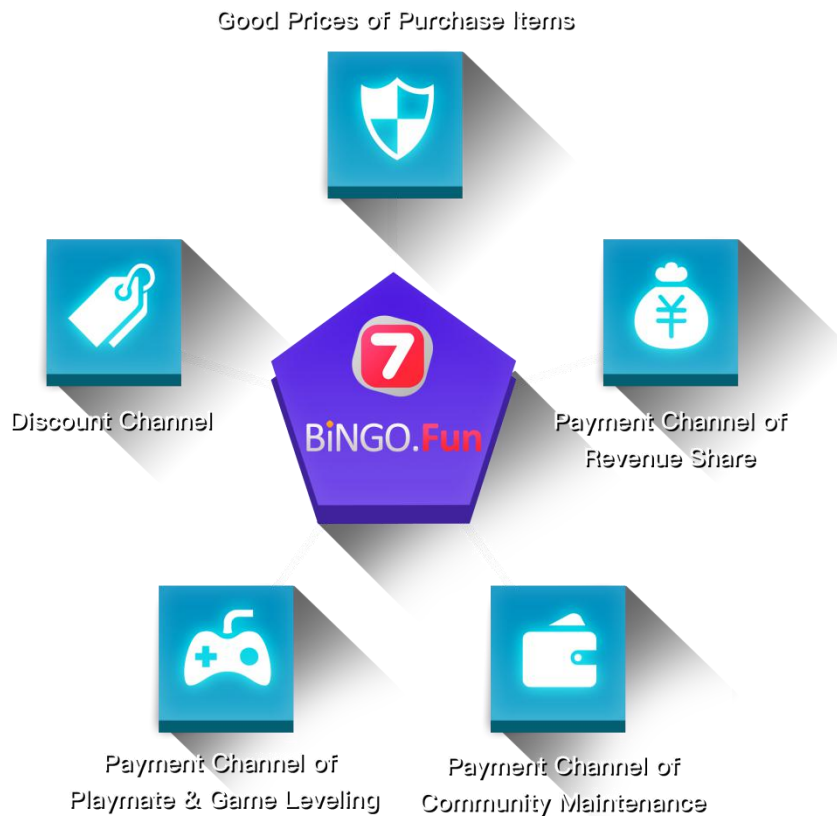 Good Prices of Purchase Items
¥
7
BiNGO.Fun
Discount Channel
Payment Channel of
Revenue Share
Payment Channel of
Playmate & Game Leveling
Payment Channel of
Community Maintenance